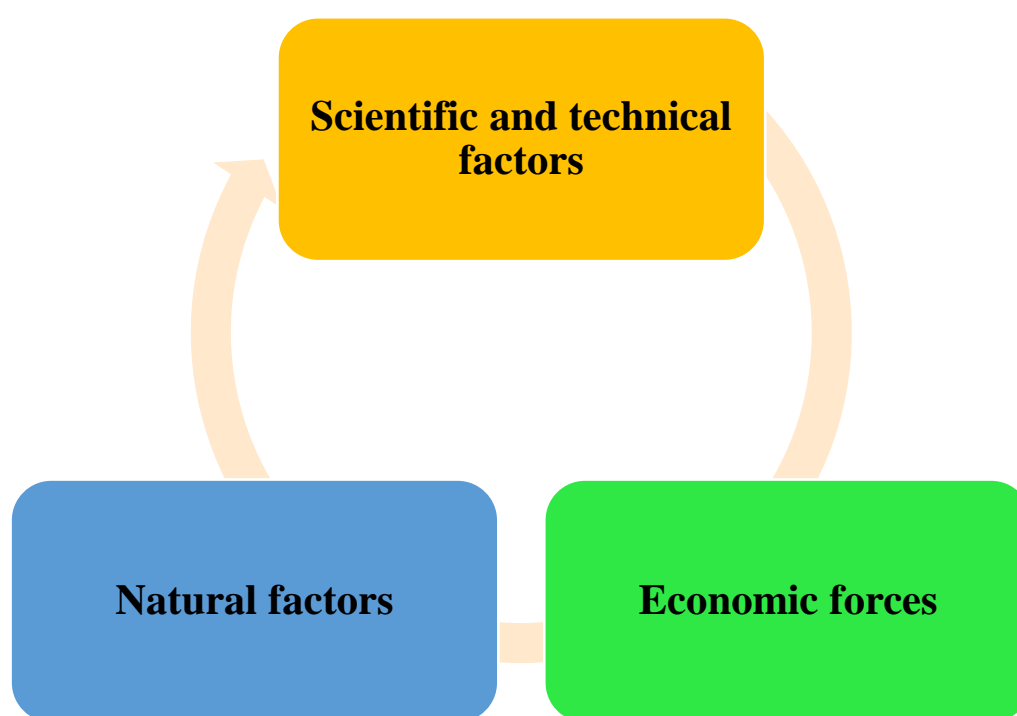 Scientific and technical
factors
Natural factors
Economic forces